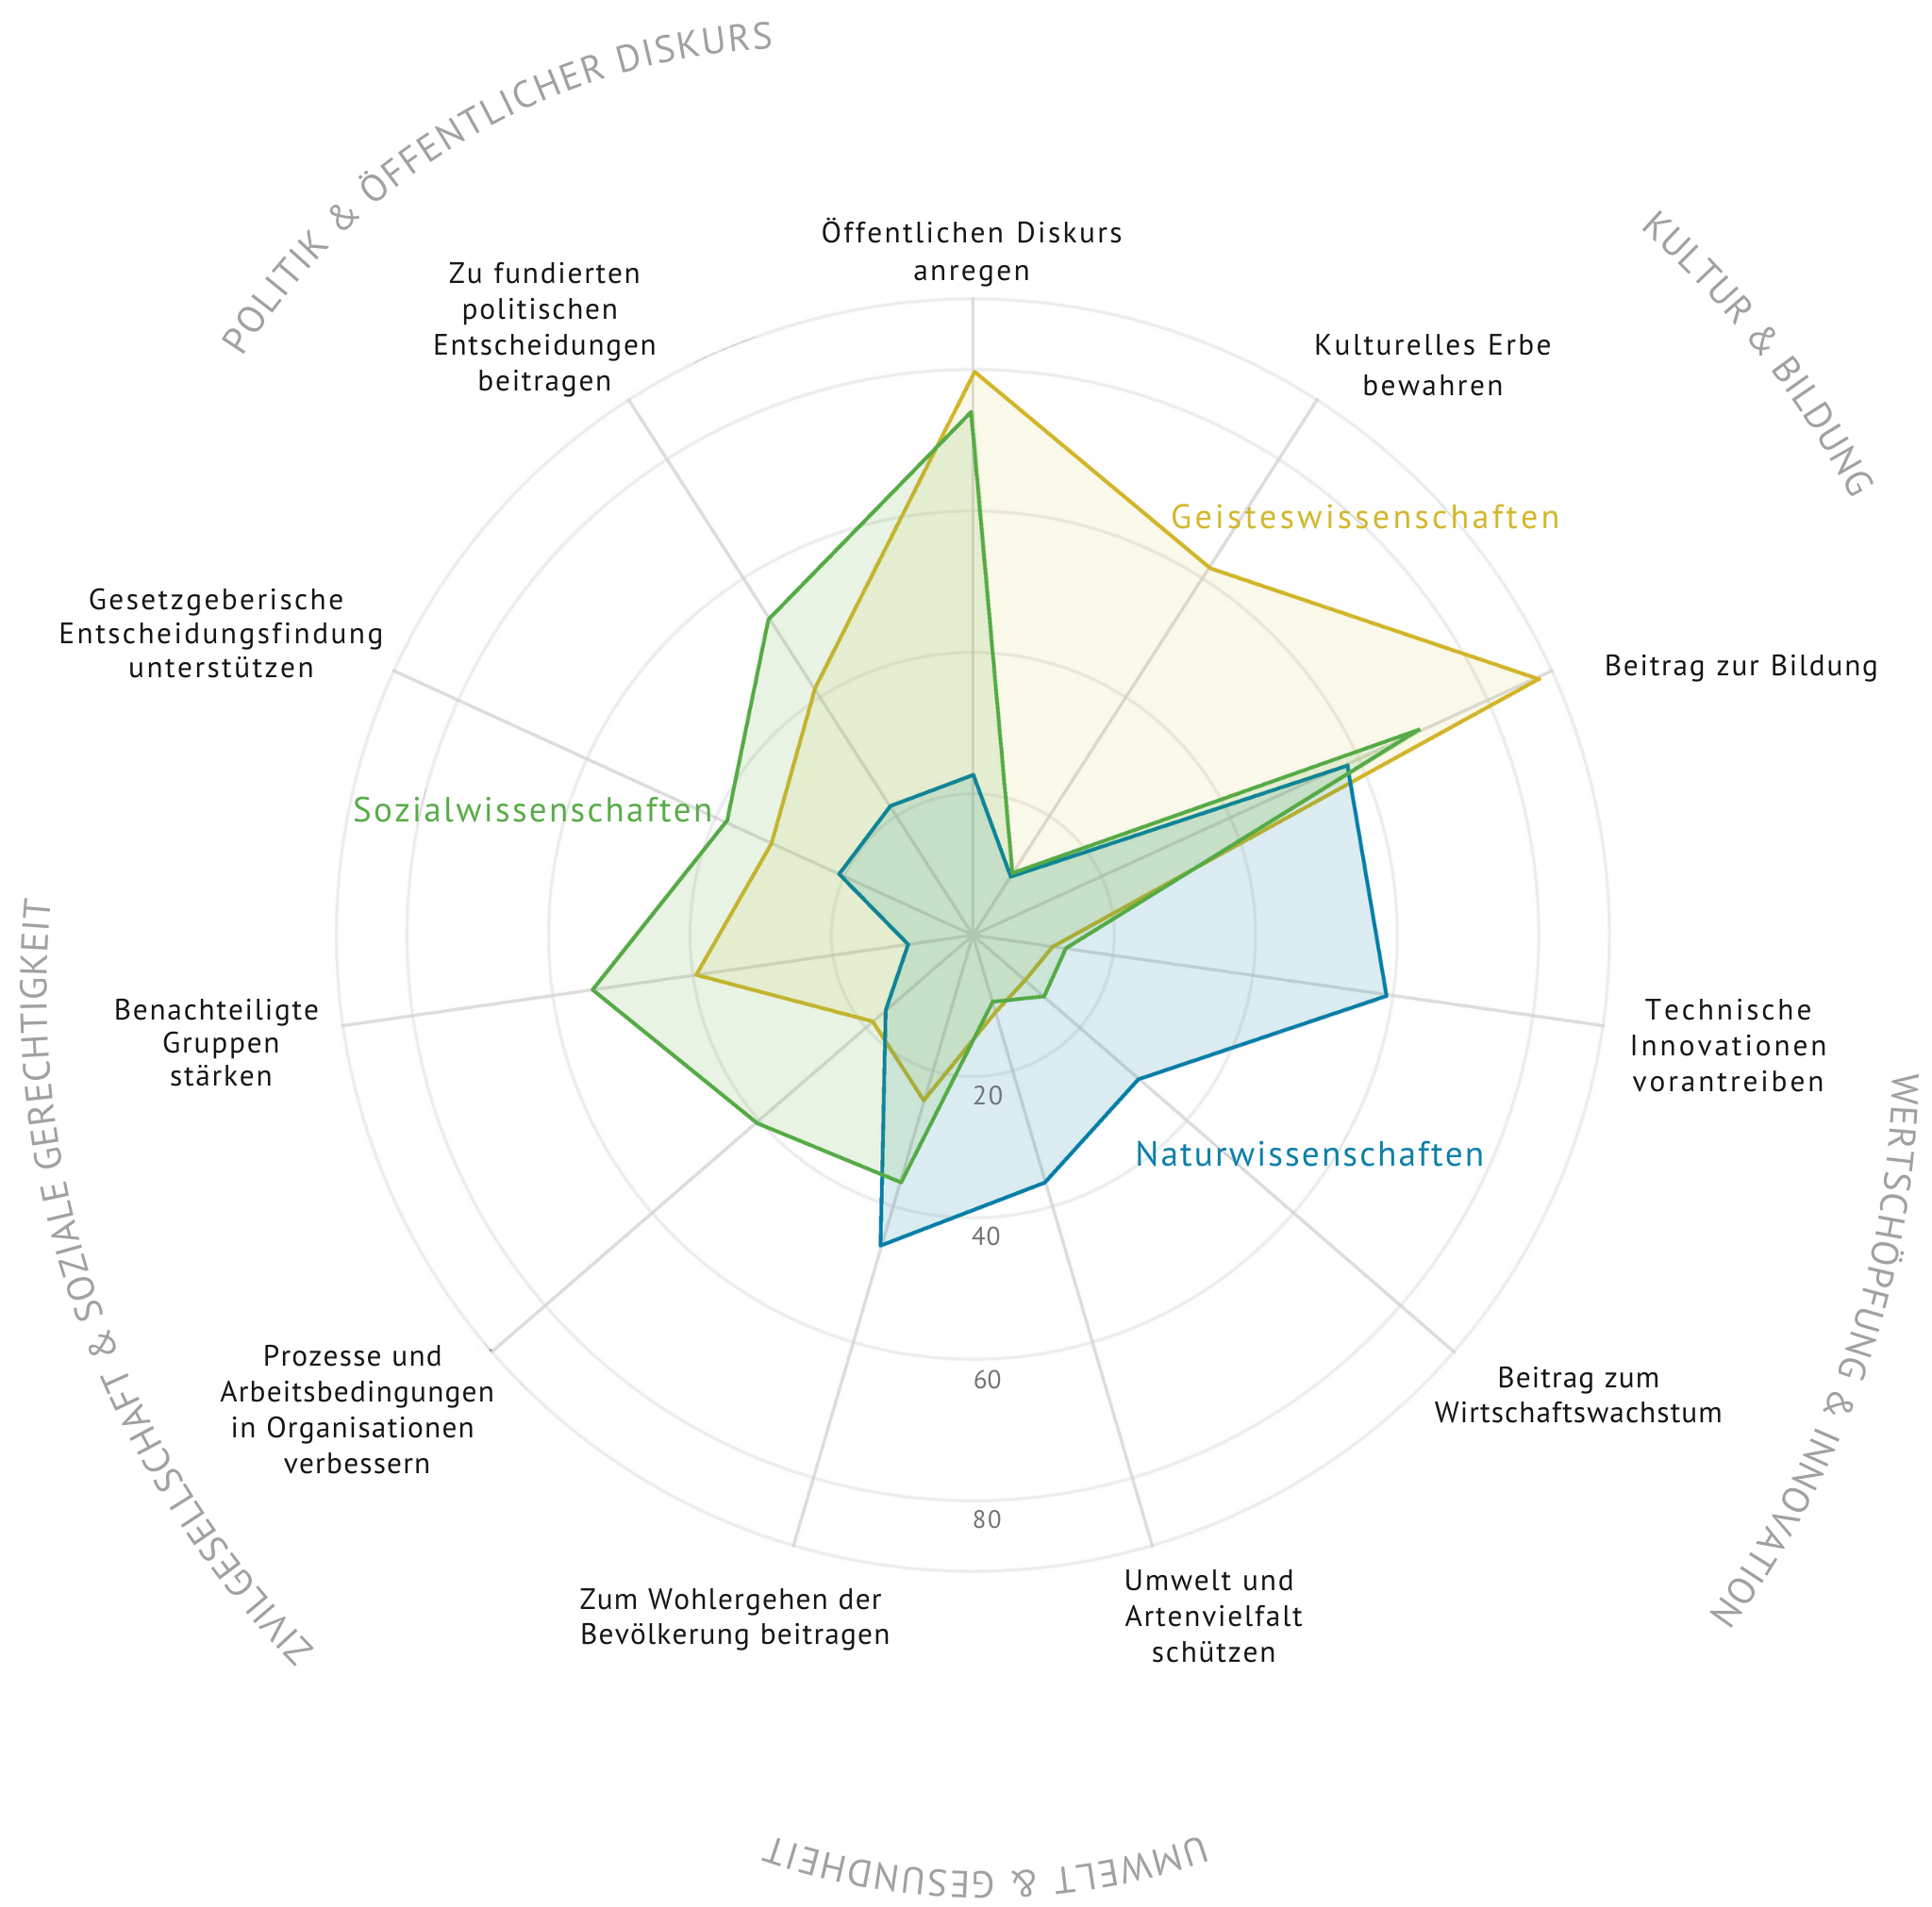 POLITIK & ÖFFENTLICHER DISKURS
KULTUR & BILDUNG
Öffentlichen Diskurs
anregen
Zu fundierten
politischen
Entscheidungen
beitragen
Kulturelles Erbe
bewahren
Geisteswissenschaften
Gesetzgeberische
Entscheidungsfindung
unterstützen
Beitrag zur Bildung
Sozialwissenschaften
ZIVILGESELLSCHAFT & SOZIALE GERECHTIGKEIT
Benachteiligte
Gruppen
stärken
Technische
Innovationen
vorantreiben
WERTSCHÖPFUNG & INNOVATION
20
Naturwissenschaften
40
60
80
Prozesse und
Arbeitsbedingungen
in Organisationen
verbessern
Beitrag zum
Wirtschaftswachstum
Zum Wohlergehen der
Bevölkerung beitragen
Umwelt und
Artenvielfalt
schützen
UMWELT & GESUNDHEIT